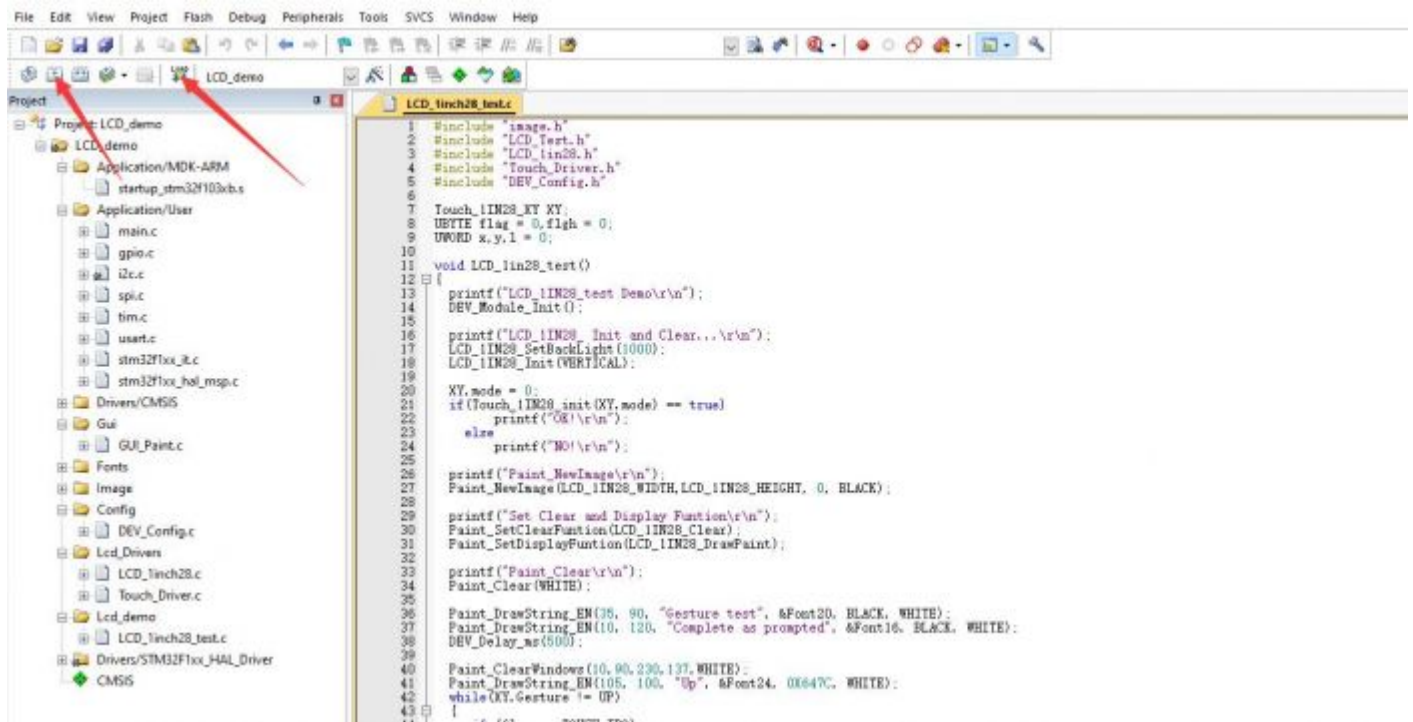 File Edit View Project Flash Debug Peripherals Tools SVCS Window Help
LCD_demo
Project
LCD_1inch28_test.c
Project: LCD_demo
LCD_demo
Application/MDK-ARM
startup_stm32f103xb.s
Application/User
main.c
gpio.c
i2c.c
spi.c
tim.c
usart.c
stm32f1xx_it.c
stm32f1xx_hal_msp.c
Drivers/CMSIS
Gui
GUI_Paint.c
Fonts
Image
Config
DEV_Config.c
Lcd_Drivers
LCD_1inch28.c
Touch_Driver.c
Lcd_demo
LCD_1inch28_test.c
Drivers/STM32F1xx_HAL_Driver
CMSIS
1 #include "image.h"
2 #include "LCD_Test.h"
3 #include "LCD_1in28.h"
4 #include "Touch_Driver.h"
5 #include "DEV_Config.h"
6
7 Touch_1IN28_XY XY;
8 UBYTE flag = 0,flgh = 0;
9 UWORD x,y,l = 0;
10
11 void LCD_1in28_test()
12 {
13 printf("LCD_1IN28_test Demo\r\n");
14 DEV_Module_Init();
15
16 printf("LCD_1IN28_ Init and Clear...\r\n");
17 LCD_1IN28_SetBackLight(1000);
18 LCD_1IN28_Init(VERTICAL);
19
20 XY.mode = 0;
21 if(Touch_1IN28_init(XY.mode) == true)
22 printf("OK!\r\n");
23 else
24 printf("NO!\r\n");
25
26 printf("Paint_NewImage\r\n");
27 Paint_NewImage(LCD_1IN28_WIDTH,LCD_1IN28_HEIGHT, 0, BLACK);
28
29 printf("Set Clear and Display Funtion\r\n");
30 Paint_SetClearFuntion(LCD_1IN28_Clear);
31 Paint_SetDisplayFuntion(LCD_1IN28_DrawPaint);
32
33 printf("Paint_Clear\r\n");
34 Paint_Clear(WHITE);
35
36 Paint_DrawString_EN(35, 90, "Gesture test", &Font20, BLACK, WHITE);
37 Paint_DrawString_EN(10, 120, "Complete as prompted", &Font16, BLACK, WHITE);
38 DEV_Delay_ms(500);
39
40 Paint_ClearWindows(10,90,230,137,WHITE);
41 Paint_DrawString_EN(105, 100, "Up", &Font24, 0X647C, WHITE);
42 while(XY.Gesture != UP)
43 {